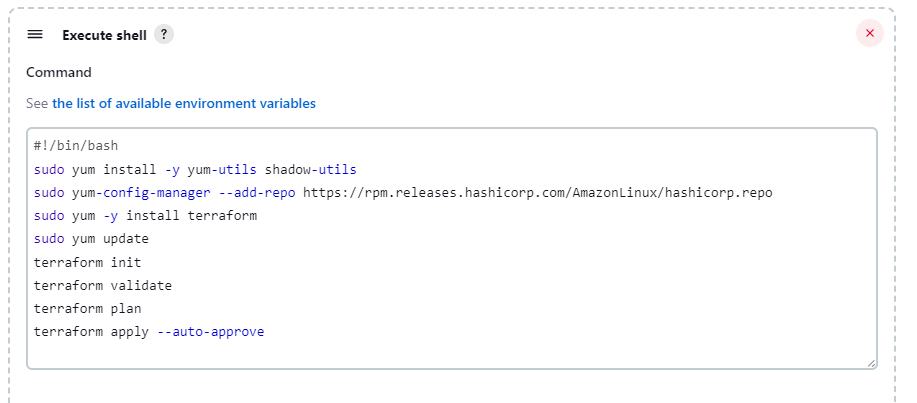 Execute shell ?
Command
See the list of available environment variables
#!/bin/bash
sudo yum install -y yum-utils shadow-utils
sudo yum-config-manager --add-repo https://rpm.releases.hashicorp.com/AmazonLinux/hashicorp.repo
sudo yum -y install terraform
sudo yum update
terraform init
terraform validate
terraform plan
terraform apply --auto-approve